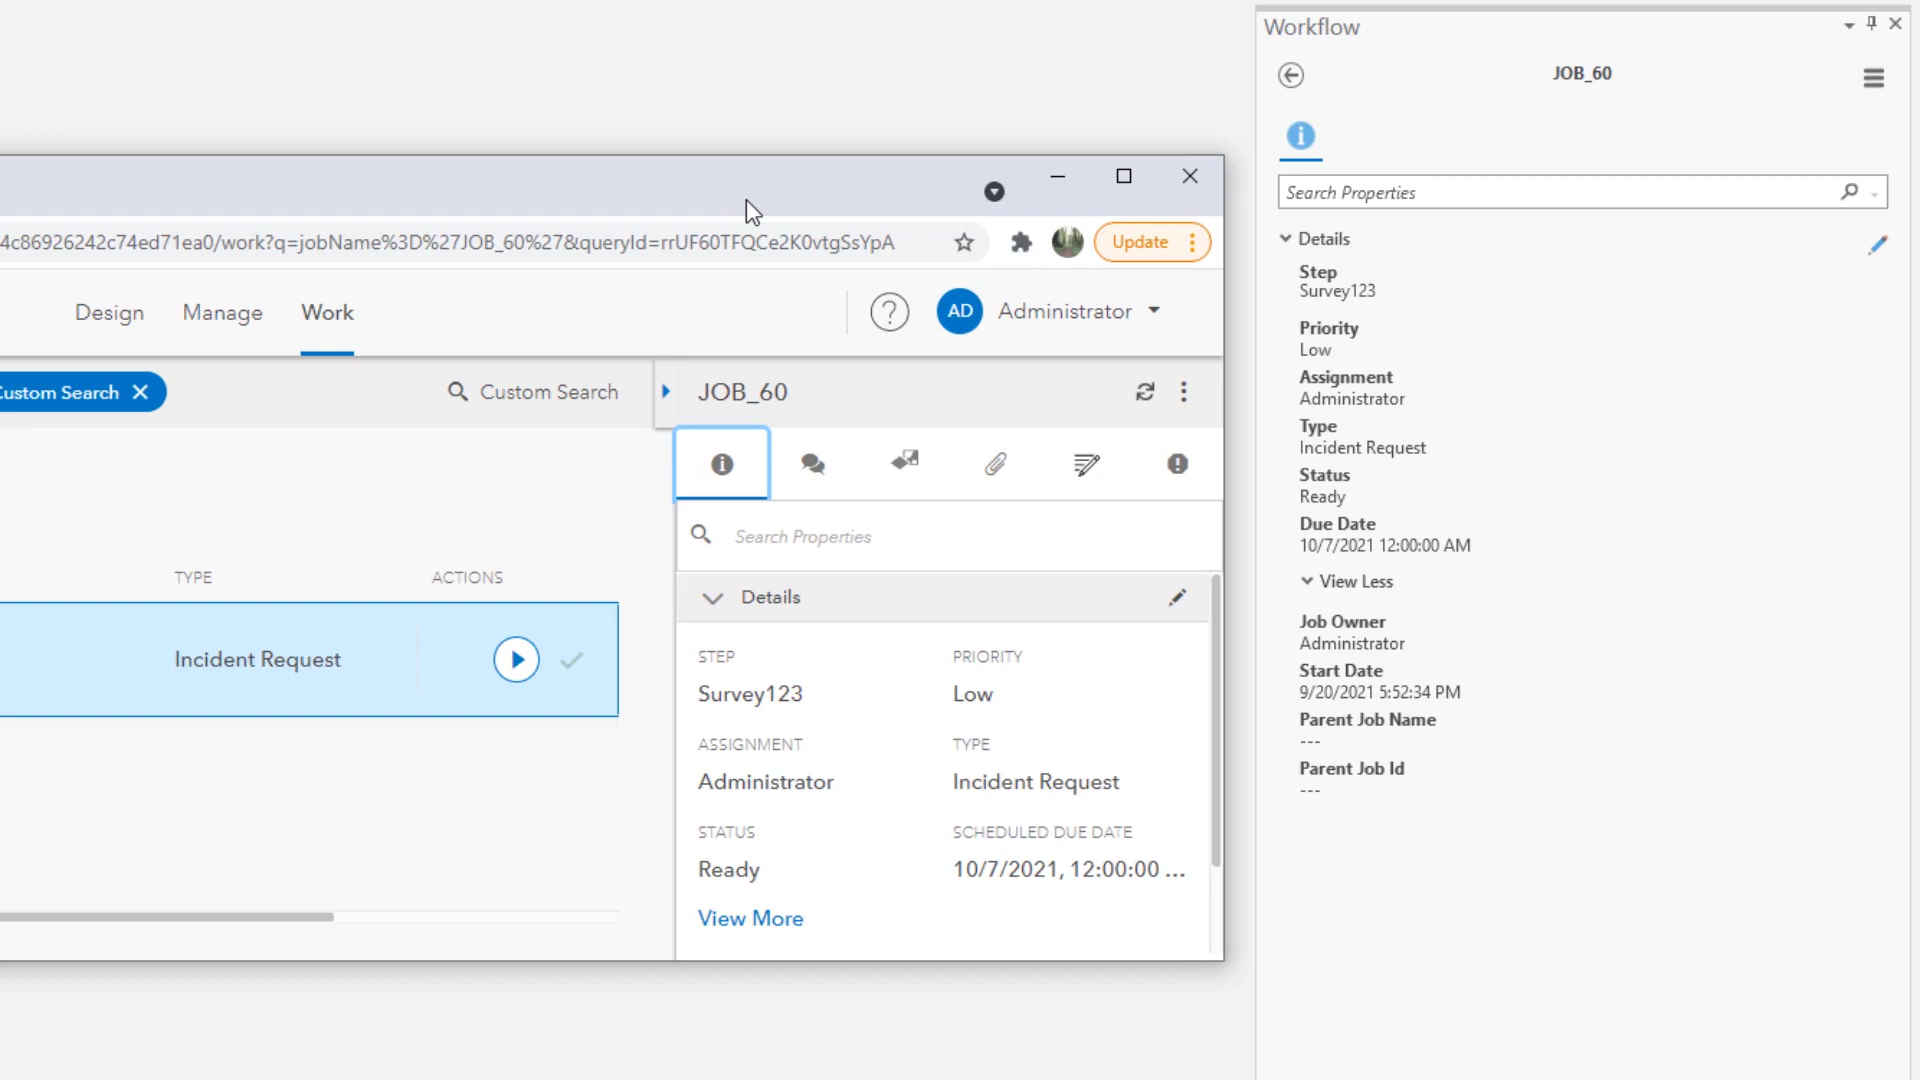 4c86926242c74ed71ea0/work?q=jobName%3D%27JOB_60%27&queryId=rrUF60TFQCe2K0vtgSsYpA
Update
Design
Manage
Work
?
AD
Administrator
Custom Search
Custom Search
JOB_60
Search Properties
TYPE
ACTIONS
Incident Request
Details
STEP
PRIORITY
Survey123
Low
ASSIGNMENT
TYPE
Administrator
Incident Request
STATUS
SCHEDULED DUE DATE
Ready
10/7/2021, 12:00:00 ...
View More
Workflow
JOB_60
Search Properties
Details
Step
Survey123
Priority
Low
Assignment
Administrator
Type
Incident Request
Status
Ready
Due Date
10/7/2021 12:00:00 AM
View Less
Job Owner
Administrator
Start Date
9/20/2021 5:52:34 PM
Parent Job Name
---
Parent Job Id
---